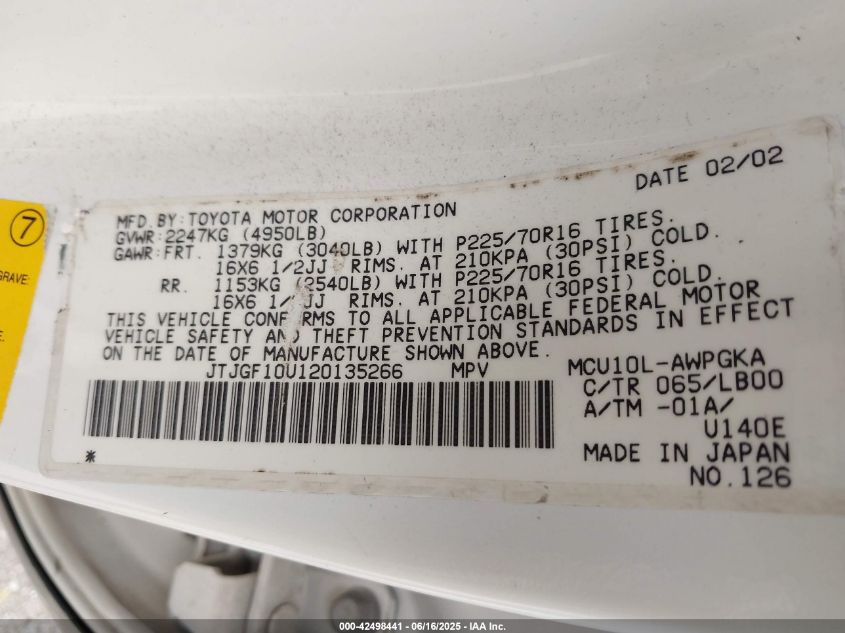 7
GRAVE:
DATE 02/02
MFD.BY:TOYOTA MOTOR CORPORATION
GVWR:2247KG (4950LB)
GAWR:FRT. 1379KG (3040LB) WITH P225/70R16 TIRES.
16X6 1/2JJ RIMS. AT 210KPA (30PSI) COLD.
RR. 1153KG (2540LB) WITH P225/70R16 TIRES.
16X6 1/ JJ RIMS. AT 210KPA (30PSI) COLD.
THIS VEHICLE CONF RMS TO ALL APPLICABLE FEDERAL MOTOR
VEHICLE SAFETY AND THEFT PREVENTION STANDARDS IN EFFECT
ON THE DATE OF MANUFACTURE SHOWN ABOVE.
JTJGF10U120135266 MPV
MCU10L-AWPGKA
C/TR 065/LB00
A/TM -01A/
U140E
MADE IN JAPAN
NO.126
*
000-42498441 - 06/16/2025 - IAA Inc.